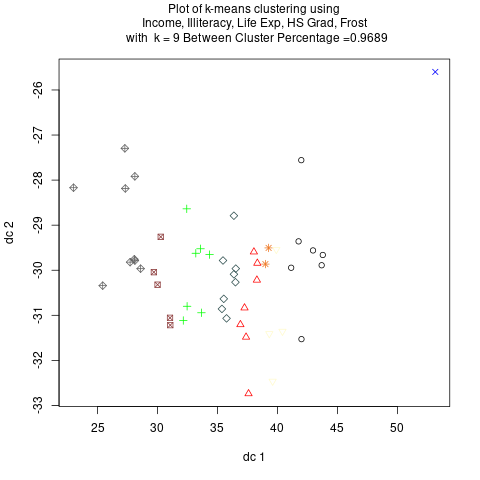 Plot of k-means clustering using
Income, Illiteracy, Life Exp, HS Grad, Frost
with k = 9 Between Cluster Percentage =0.9689
-26
-27
-28
-29
-30
-31
-32
-33
dc 2
25 30 35 40 45 50
dc 1